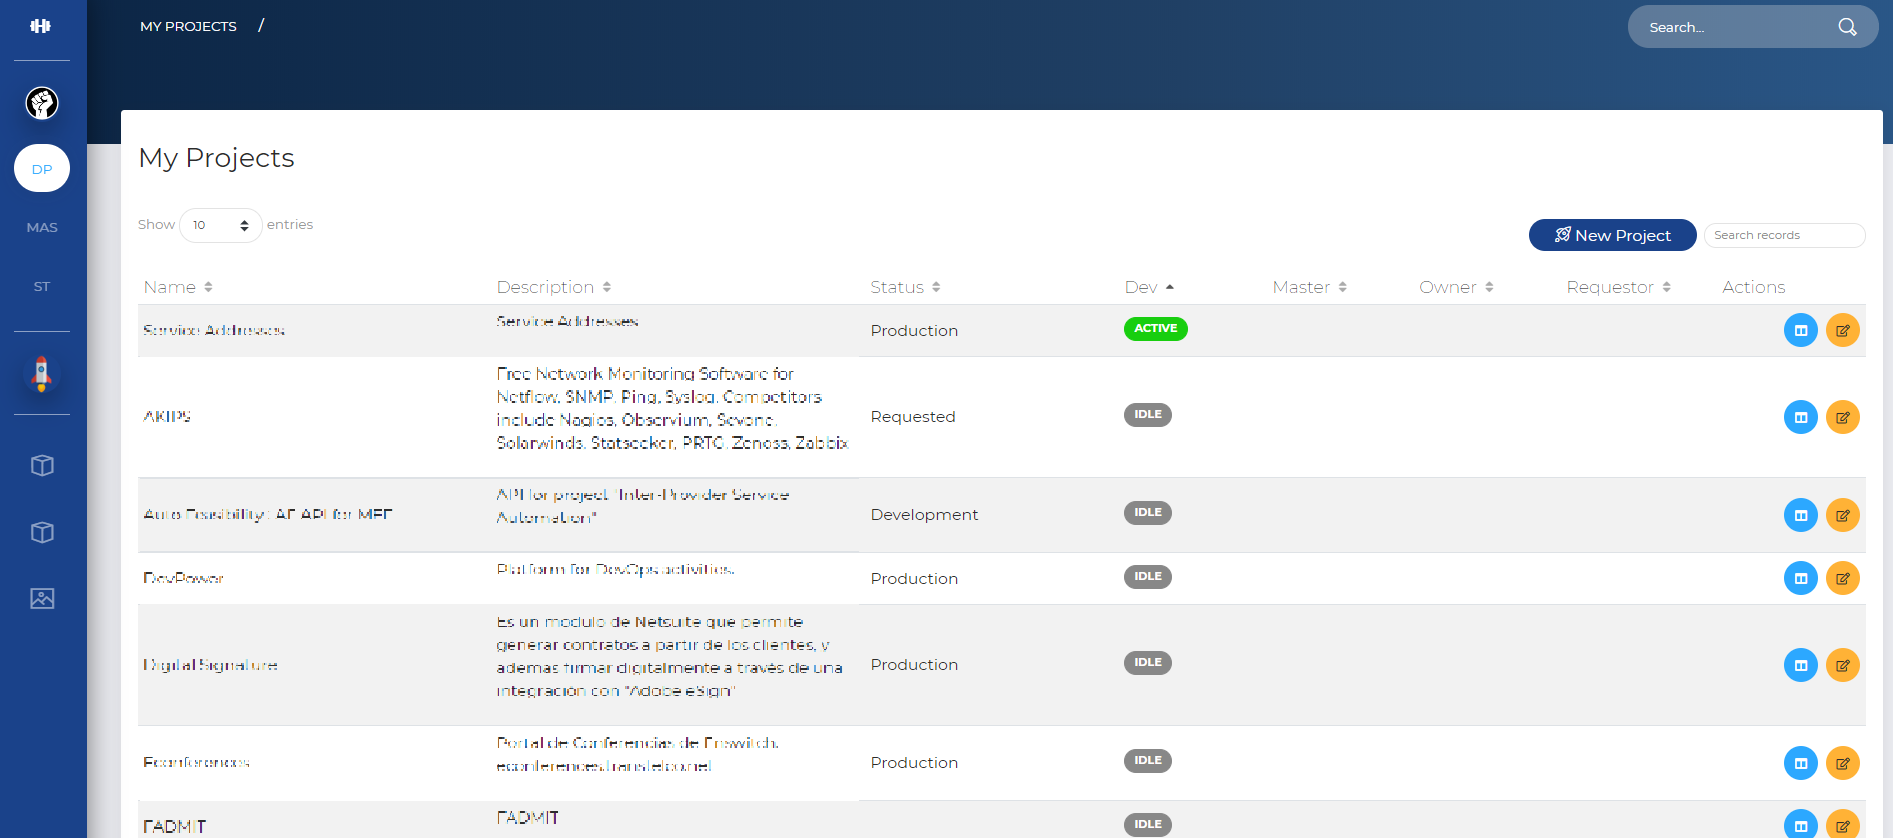 MY PROJECTS /
Search...
DP
MAS
ST
My Projects
Show 10 entries
New Project
Search records
Name Description Status Dev Master Owner Requestor Actions
Service Addresses Service Addresses Production ACTIVE
AKIPS Free Network Monitoring Software for
Netflow, SNMP, Ping, Syslog. Competitors
include Nagios, Observium, Sevone,
Solarwinds, Statseeker, PRTG, Zenoss, Zabbix
Requested IDLE
Auto Feasibility: AF API for MEF API for project "Inter-Provider Service
Automation"
Development IDLE
DevPower Platform for DevOps activities. Production IDLE
Digital Signature Es un modulo de Netsuite que permite
generar contratos a partir de los clientes, y
ademas firmar digitalmente a través de una
integración con "Adobe eSign"
Production IDLE
Econferences Portal de Conferencias de Enswitch.
econferences.transtelco.net
Production IDLE
FADMIT FADMIT IDLE